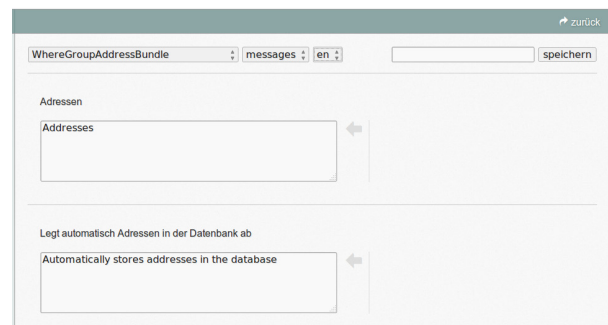 zurück
WhereGroupAddressBundle messages en speichern
Adressen
Addresses
Legt automatisch Adressen in der Datenbank ab
Automatically stores addresses in the database